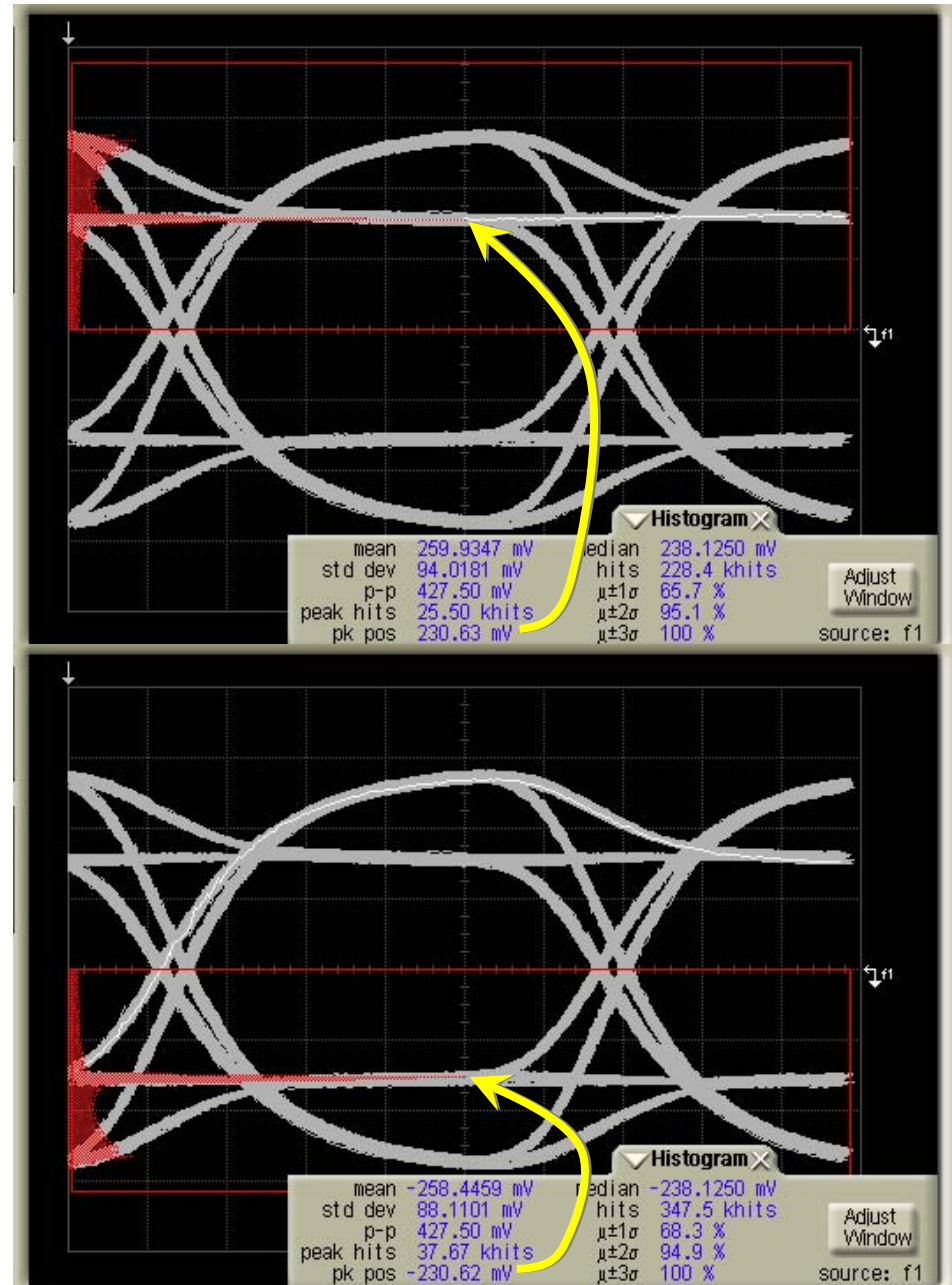 f1
Histogram
mean 259.9347 mV edian 238.1250 mV
std dev 94.0181 mV hits 228.4 khits
p-p 427.50 mV μ±1σ 65.7 %
peak hits 25.50 khits μ±2σ 95.1 %
pk pos 230.63 mV μ±3σ 100 %
Adjust
Window
source: f1
f1
Histogram
mean -258.4459 mV median -238.1250 mV
std dev 88.1101 mV hits 347.5 khits
p-p 427.50 mV μ±1σ 68.3 %
peak hits 37.67 khits μ±2σ 94.9 %
pk pos -230.62 mV μ±3σ 100 %
Adjust
Window
source: f1